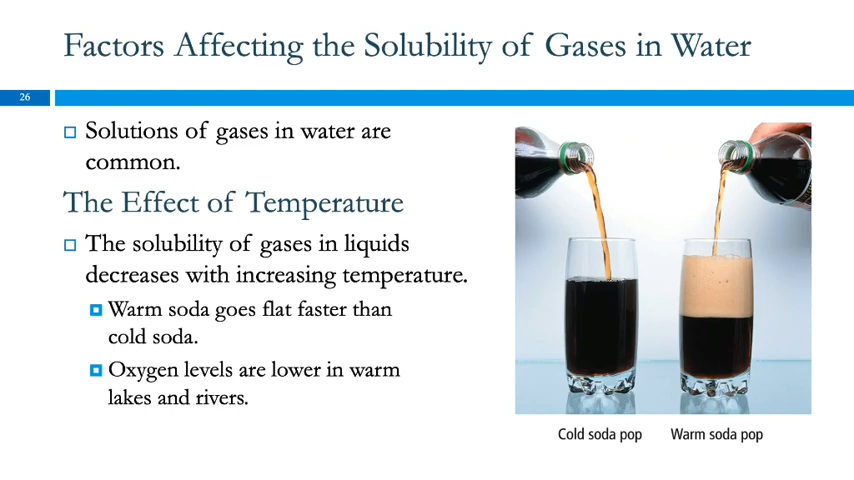 Factors Affecting the Solubility of Gases in Water
26
Solutions of gases in water are
common.
The Effect of Temperature
The solubility of gases in liquids
decreases with increasing temperature.
Warm soda goes flat faster than
cold soda.
Oxygen levels are lower in warm
lakes and rivers.
Cold soda pop
Warm soda pop